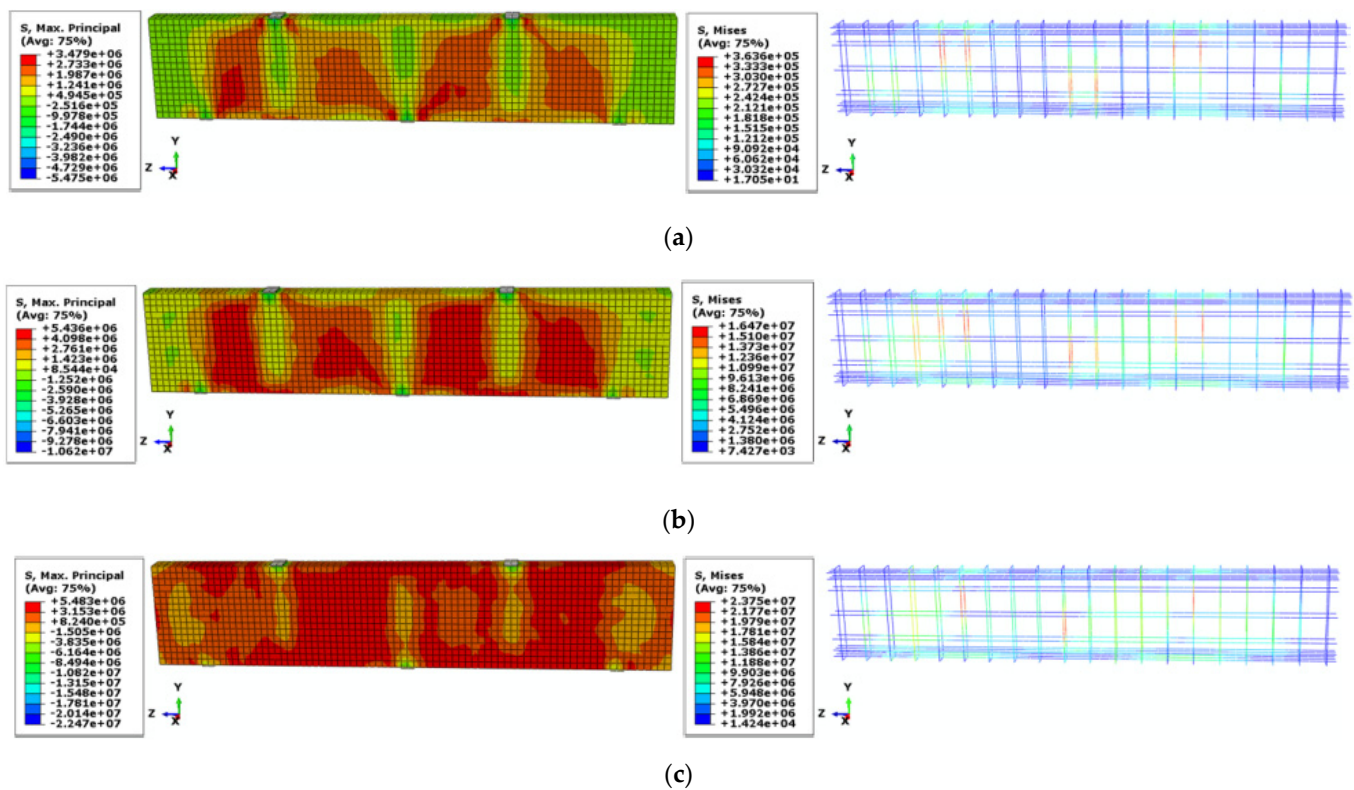 S, Max. Principal
(Avg: 75%)
+3.479e+06
+2.733e+06
+1.987e+06
+1.241e+06
+4.945e+05
-2.516e+05
-9.978e+05
-1.744e+06
-2.490e+06
-3.236e+06
-3.982e+06
-4.729e+06
-5.475e+06
Y
Z
X
S, Mises
(Avg: 75%)
+3.636e+05
+3.333e+05
+3.030e+05
+2.727e+05
+2.424e+05
+2.121e+05
+1.818e+05
+1.515e+05
+1.212e+05
+9.092e+04
+6.062e+04
+3.032e+04
+1.705e+01
Y
Z
X
(a)
S, Max. Principal
(Avg: 75%)
+5.436e+06
+4.098e+06
+2.761e+06
+1.423e+06
+8.544e+04
-1.252e+06
-2.590e+06
-3.928e+06
-5.265e+06
-6.603e+06
-7.941e+06
-9.278e+06
-1.062e+07
Y
Z
X
S, Mises
(Avg: 75%)
+1.647e+07
+1.510e+07
+1.373e+07
+1.236e+07
+1.099e+07
+9.613e+06
+8.241e+06
+6.869e+06
+5.496e+06
+4.124e+06
+2.752e+06
+1.380e+06
+7.427e+03
Y
Z
X
(b)
S, Max. Principal
(Avg: 75%)
+5.483e+06
+3.153e+06
+8.240e+05
-1.505e+06
-3.835e+06
-6.164e+06
-8.494e+06
-1.082e+07
-1.315e+07
-1.548e+07
-1.781e+07
-2.014e+07
-2.247e+07
Y
Z
X
S, Mises
(Avg: 75%)
+2.375e+07
+2.177e+07
+1.979e+07
+1.781e+07
+1.584e+07
+1.386e+07
+1.188e+07
+9.903e+06
+7.926e+06
+5.948e+06
+3.970e+06
+1.992e+06
+1.424e+04
Y
Z
X
(c)